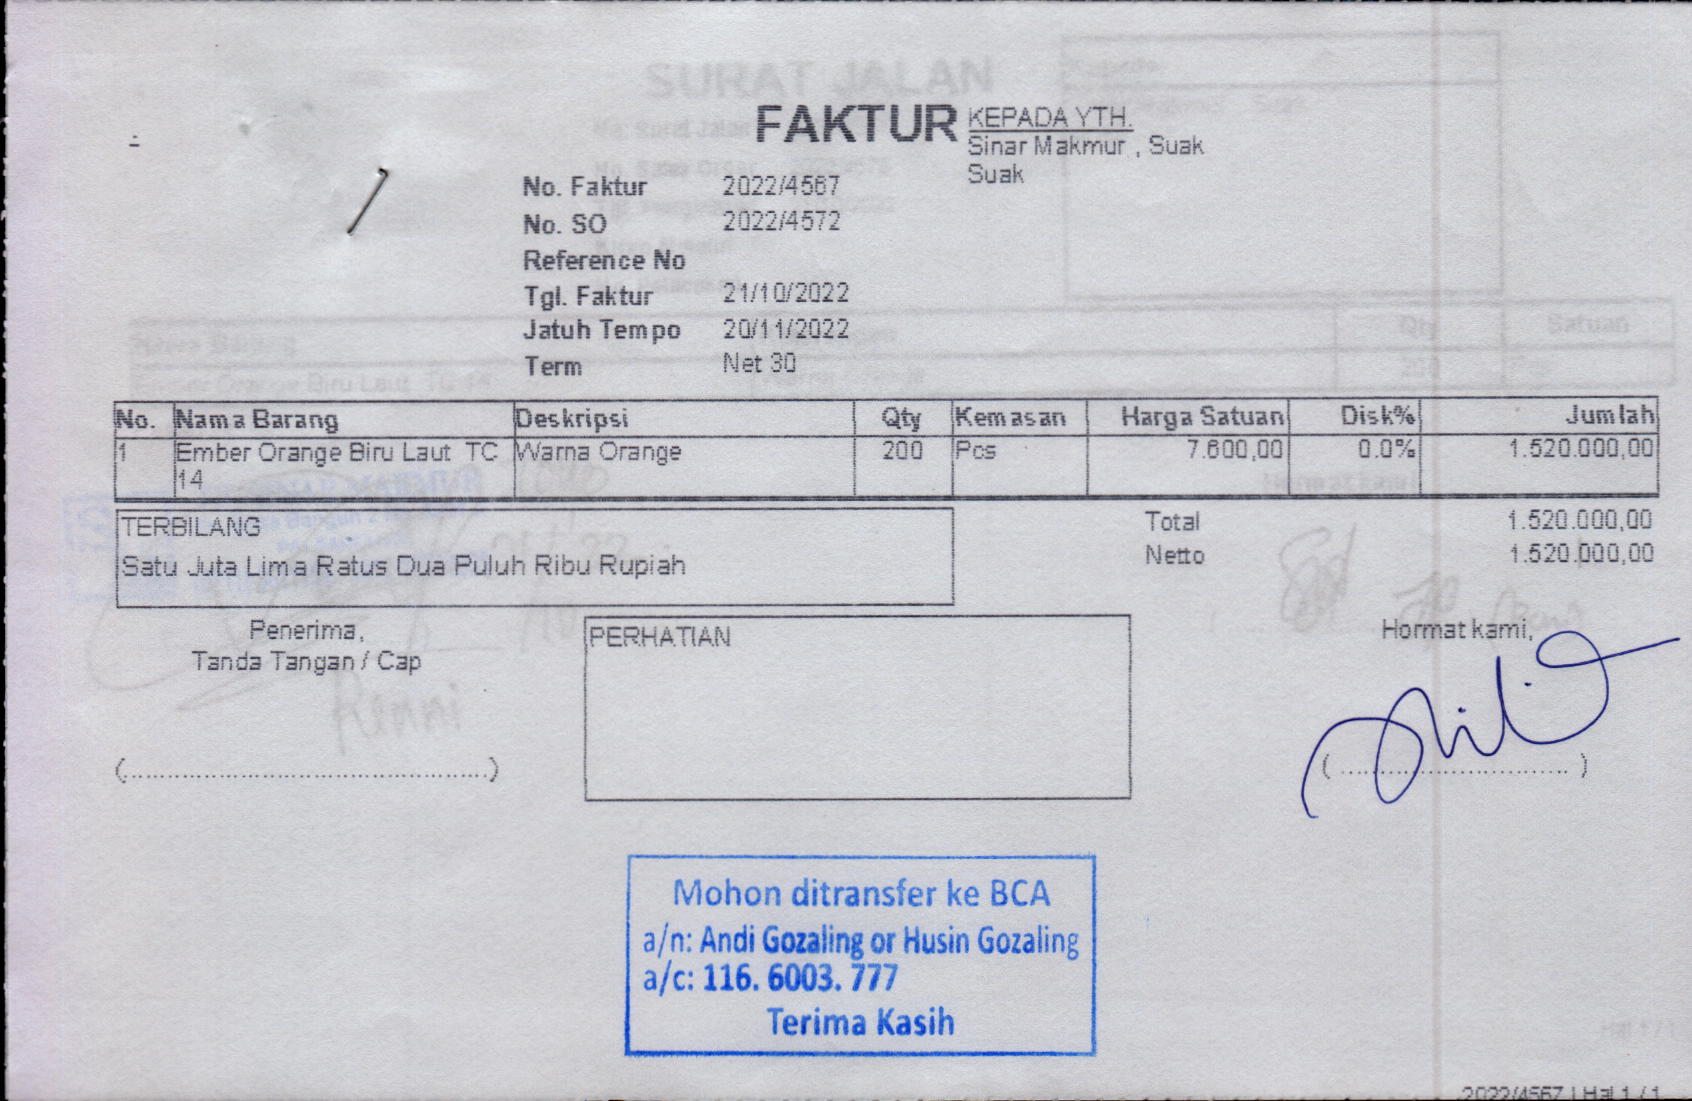 FAKTUR
KEPADA YTH.
Sinar Makmur , Suak
Suak
No. Faktur 2022/4567
No. SO 2022/4572
Reference No
Tgl. Faktur 21/10/2022
Jatuh Tempo 20/11/2022
Term Net 30
No. Nama Barang Deskripsi Qty Kemasan Harga Satuan Disk% Jumlah
1 Ember Orange Biru Laut TC Warna Orange 200 Pcs 7.600,00 0.0% 1.520.000,00
14
TERBILANG
Satu Juta Lima Ratus Dua Puluh Ribu Rupiah
Total 1.520.000,00
Netto 1.520.000,00
Penerima,
Tanda Tangan / Cap
PERHATIAN
Hormat kami,
(..............................................)
(..............................)
Mohon ditransfer ke BCA
a/n: Andi Gozaling or Husin Gozaling
a/c: 116. 6003. 777
Terima Kasih
2022/4567 | Hal 1 / 1